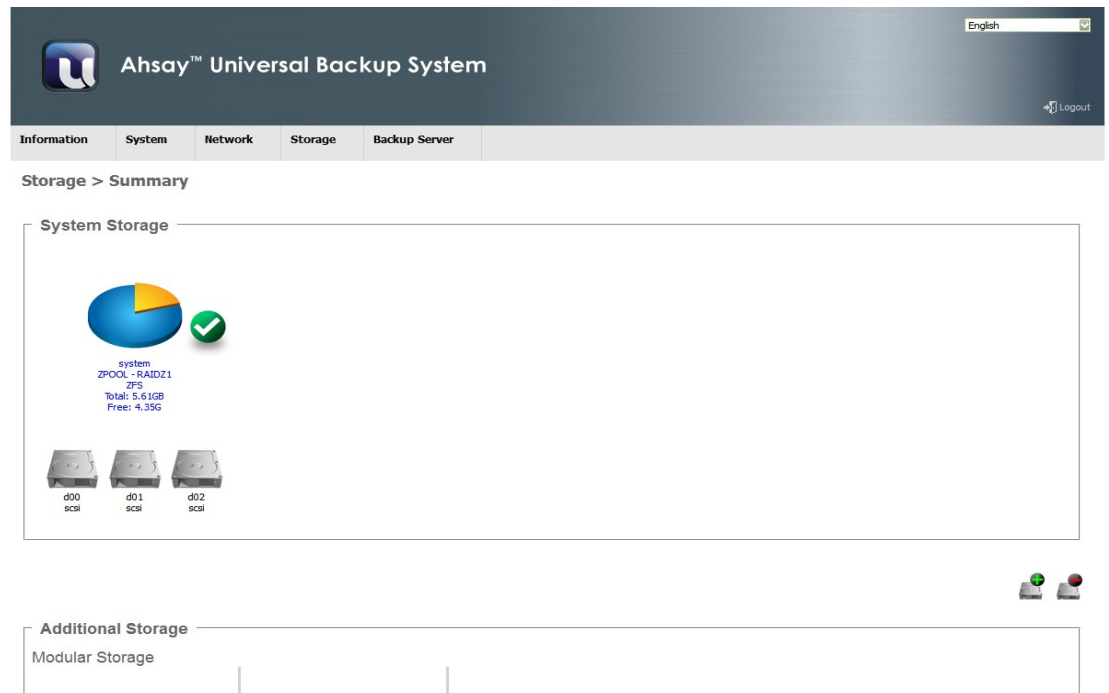 English
Ahsay™ Universal Backup System
Logout
Information System Network Storage Backup Server
Storage > Summary
System Storage
system
ZPOOL - RAIDZ1
ZFS
Total: 5.61GB
Free: 4.35G
d00 d01 d02
scsi scsi scsi
Additional Storage
Modular Storage